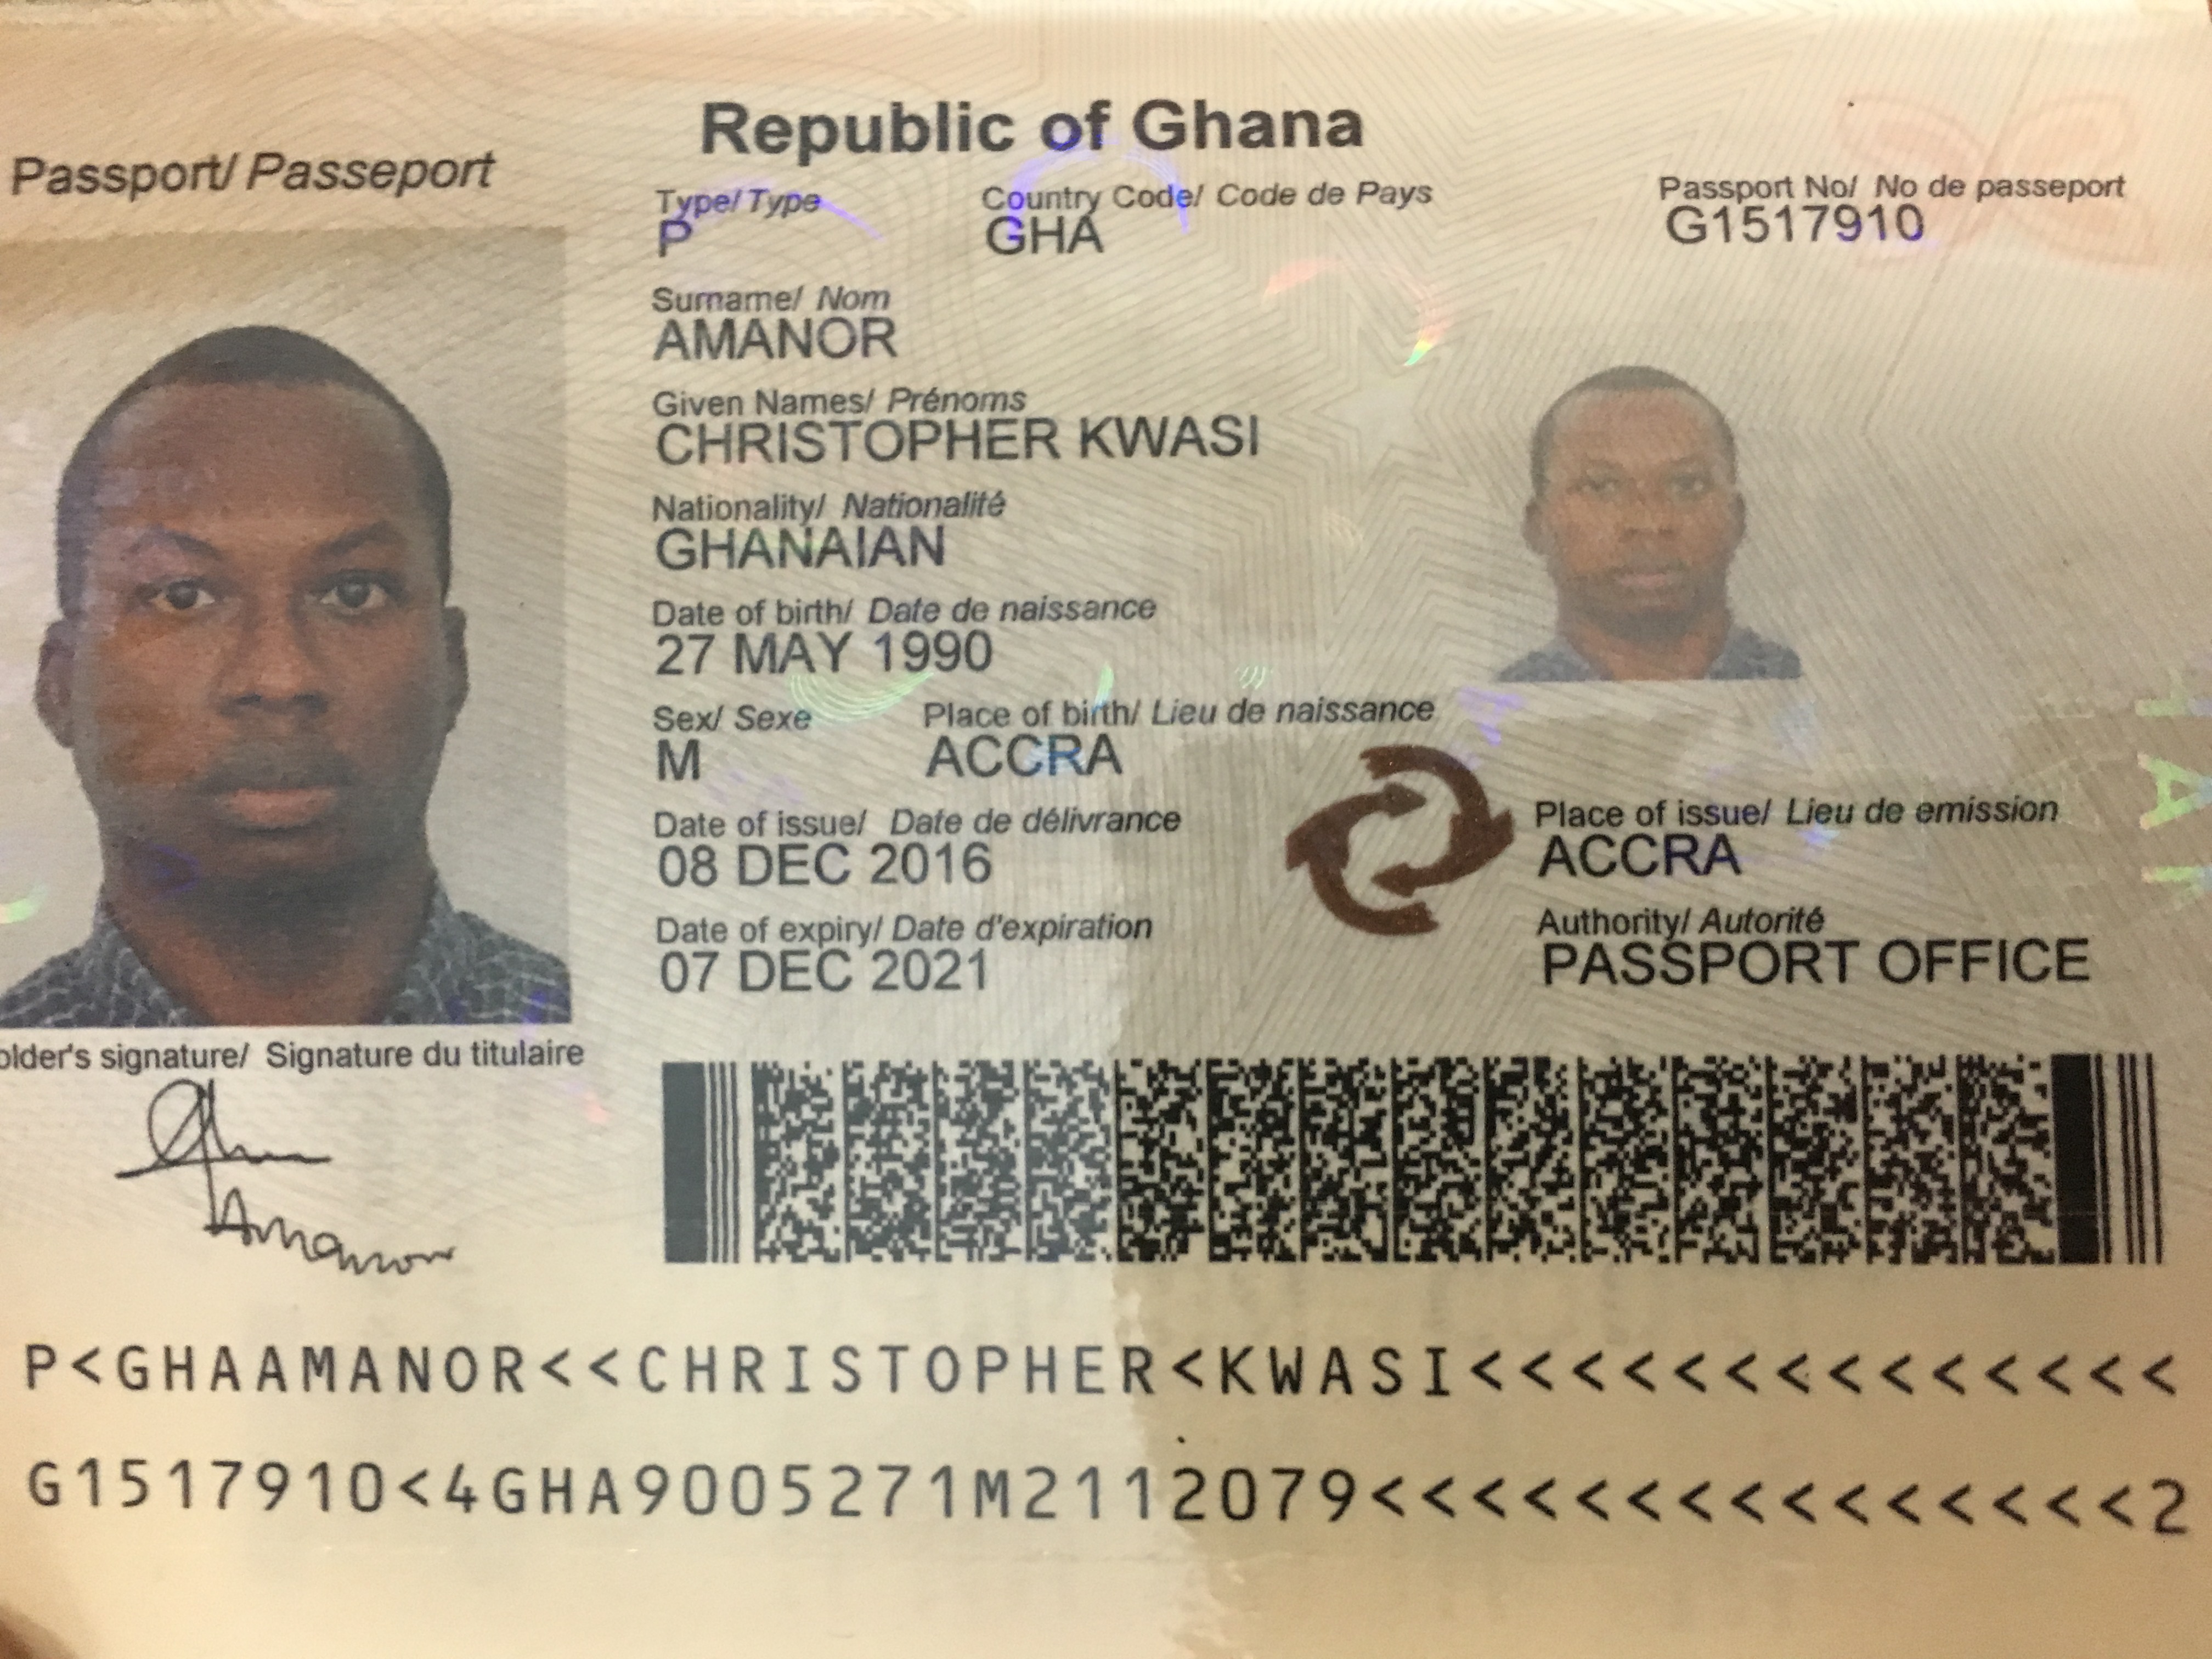 Republic of Ghana
Passport/ Passeport
Type/ Type
P
Country Code/ Code de Pays
GHA
Passport No/ No de passeport
G1517910
Surname/ Nom
AMANOR
Given Names/ Prénoms
CHRISTOPHER KWASI
Nationality/ Nationalité
GHANAIAN
Date of birth/ Date de naissance
27 MAY 1990
Sex/ Sexe
M
Place of birth/ Lieu de naissance
ACCRA
Date of issue/ Date de délivrance
08 DEC 2016
Place of issue/ Lieu de emission
ACCRA
Date of expiry/ Date d'expiration
07 DEC 2021
Authority/ Autorité
PASSPORT OFFICE
older's signature/ Signature du titulaire
Amanor
P<GHAAMANOR<<CHRISTOPHER<KWASI<<<<<<<<<<<<<<
G1517910<4GHA9005271M2112079<<<<<<<<<<<<<<<2